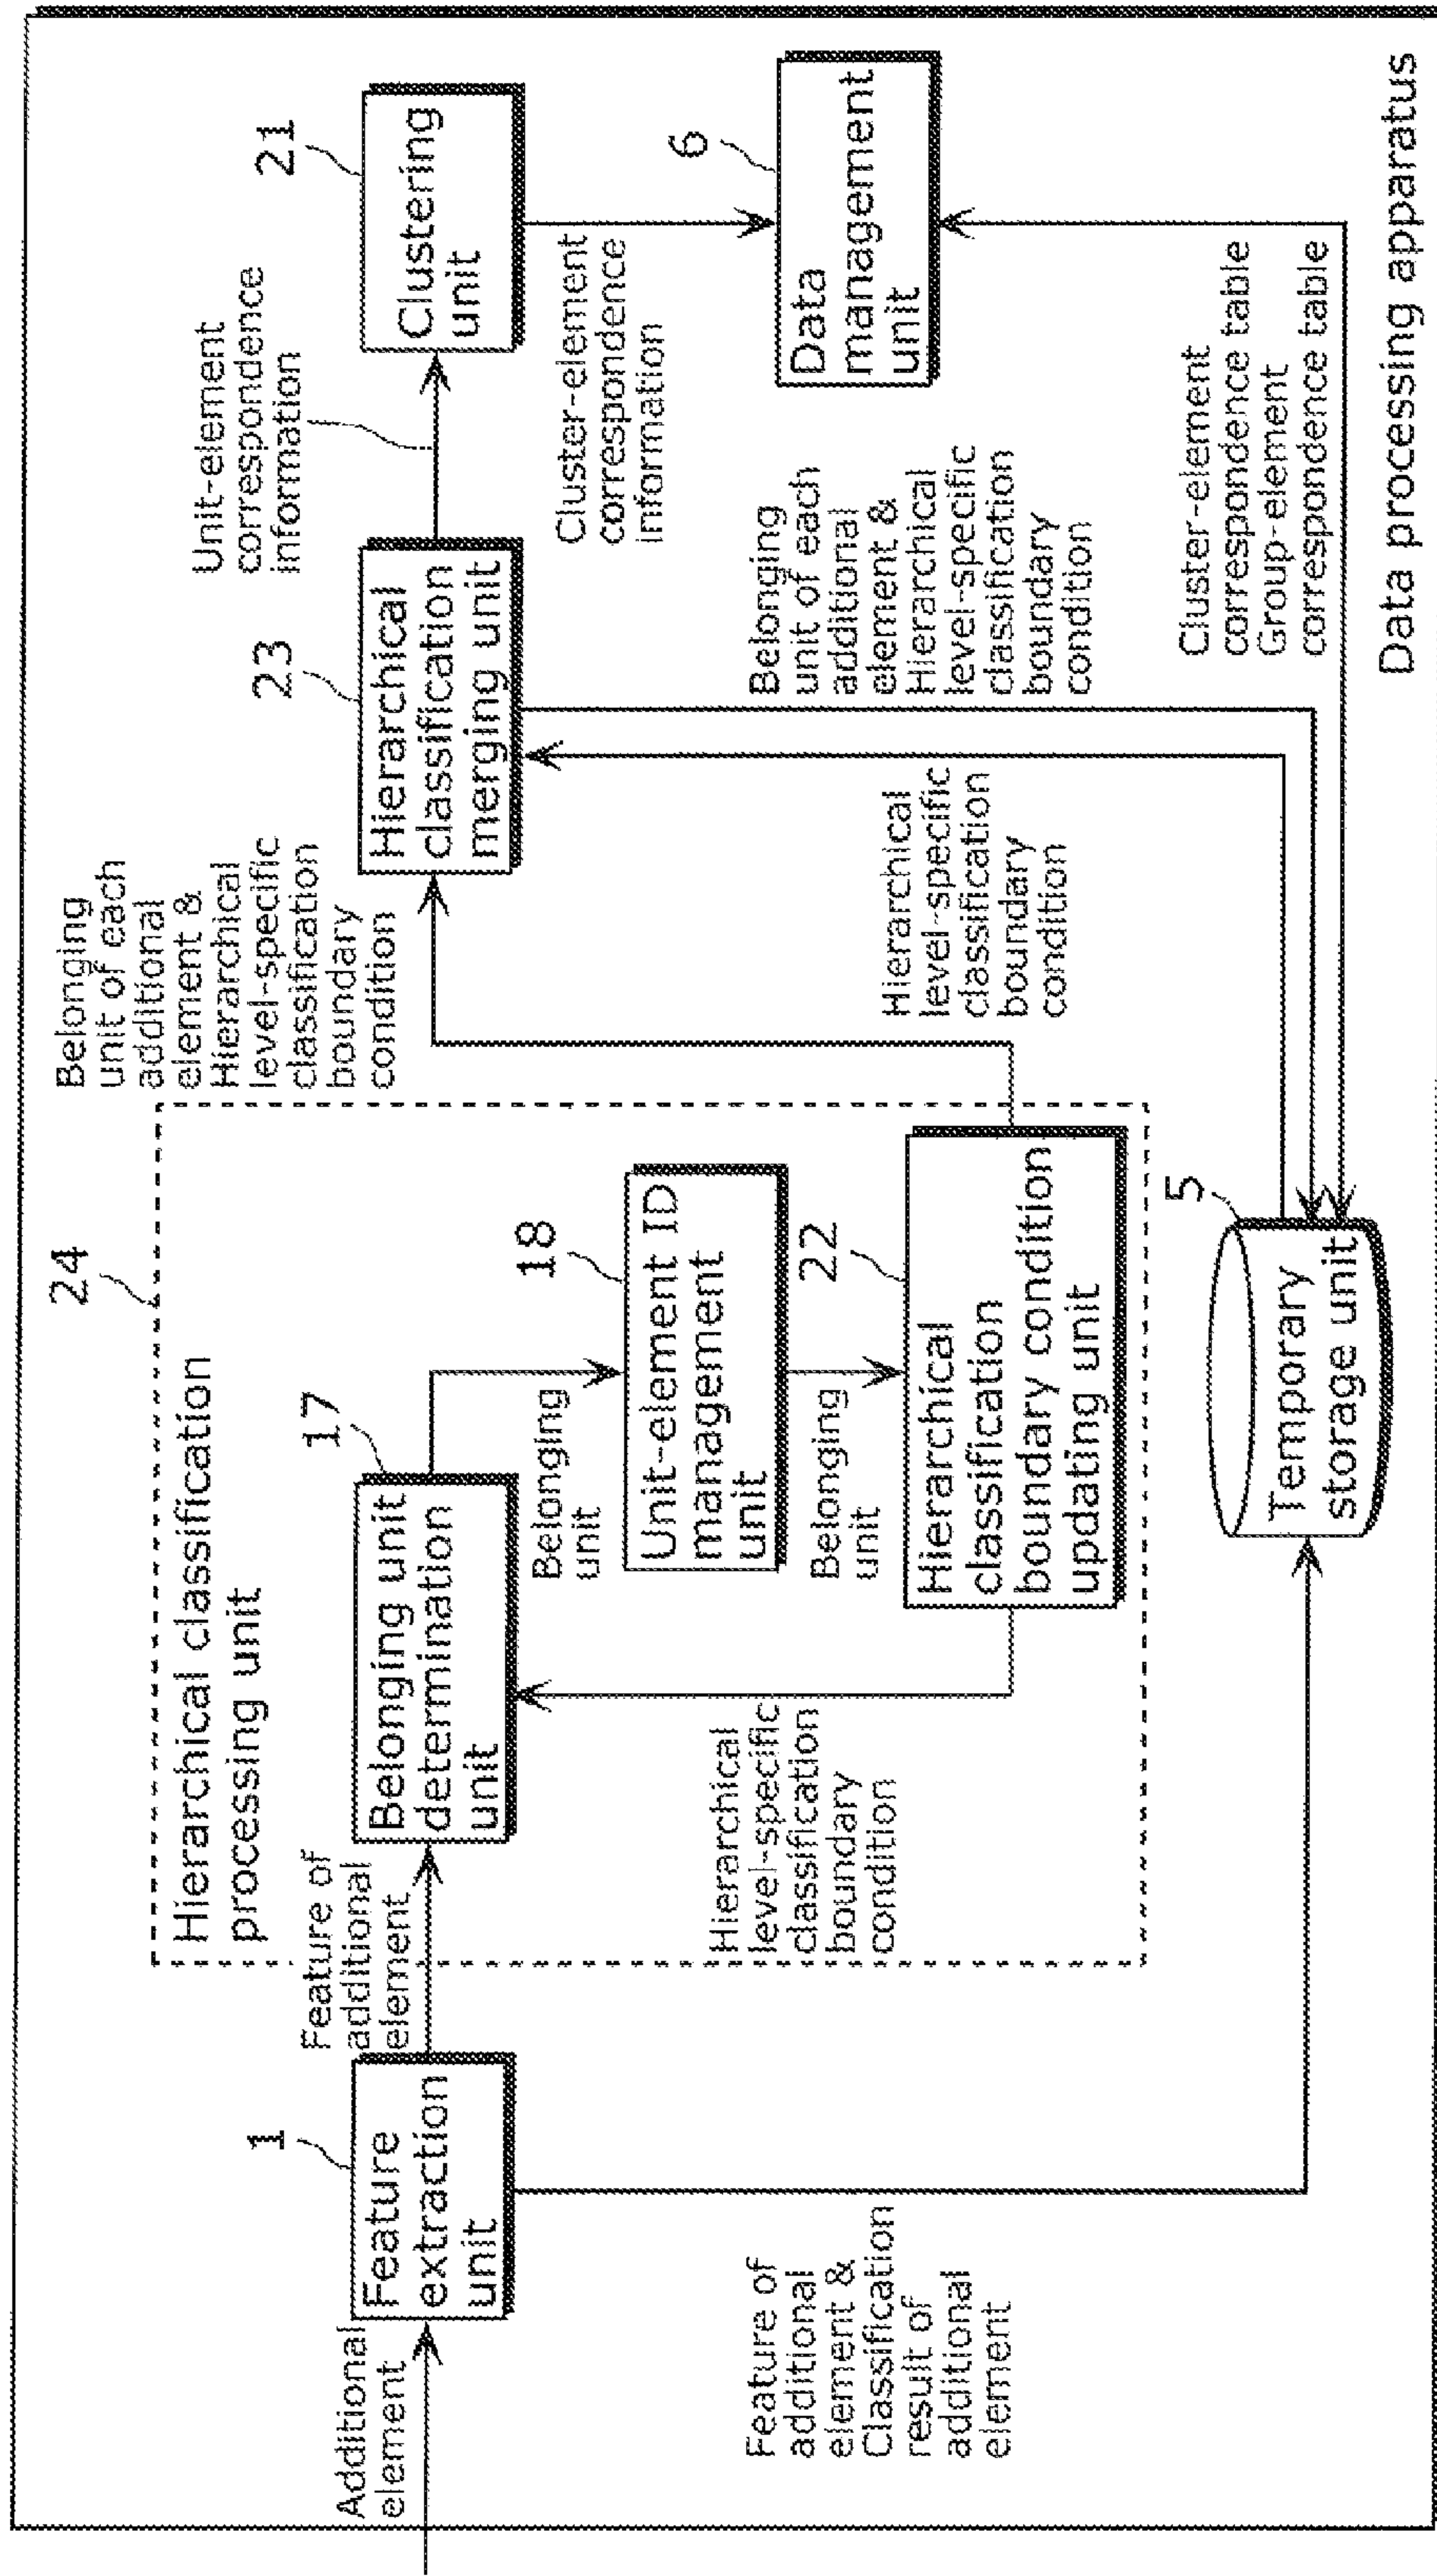 Additional
element
1
Feature
extraction
unit
Feature of
additional
element
Feature of
additional
element &
Classification
result of
additional
element
24
Hierarchical classification
processing unit
17
Belonging unit
determination
unit
Belonging
unit
18
Unit-element ID
management
unit
Belonging
unit
22
Hierarchical
classification
boundary condition
updating unit
Hierarchical
level-specific
classification
boundary
condition
5
Temporary
storage unit
Belonging
unit of each
additional
element &
Hierarchical
level-specific
classification
boundary
condition
23
Hierarchical
classification
merging unit
Hierarchical
level-specific
classification
boundary
condition
Belonging
unit of each
additional
element &
Hierarchical
level-specific
classification
boundary
condition
Unit-element
correspondence
information
21
Clustering
unit
Cluster-element
correspondence
information
6
Data
management
unit
Cluster-element
correspondence table
Group-element
correspondence table
Data processing apparatus